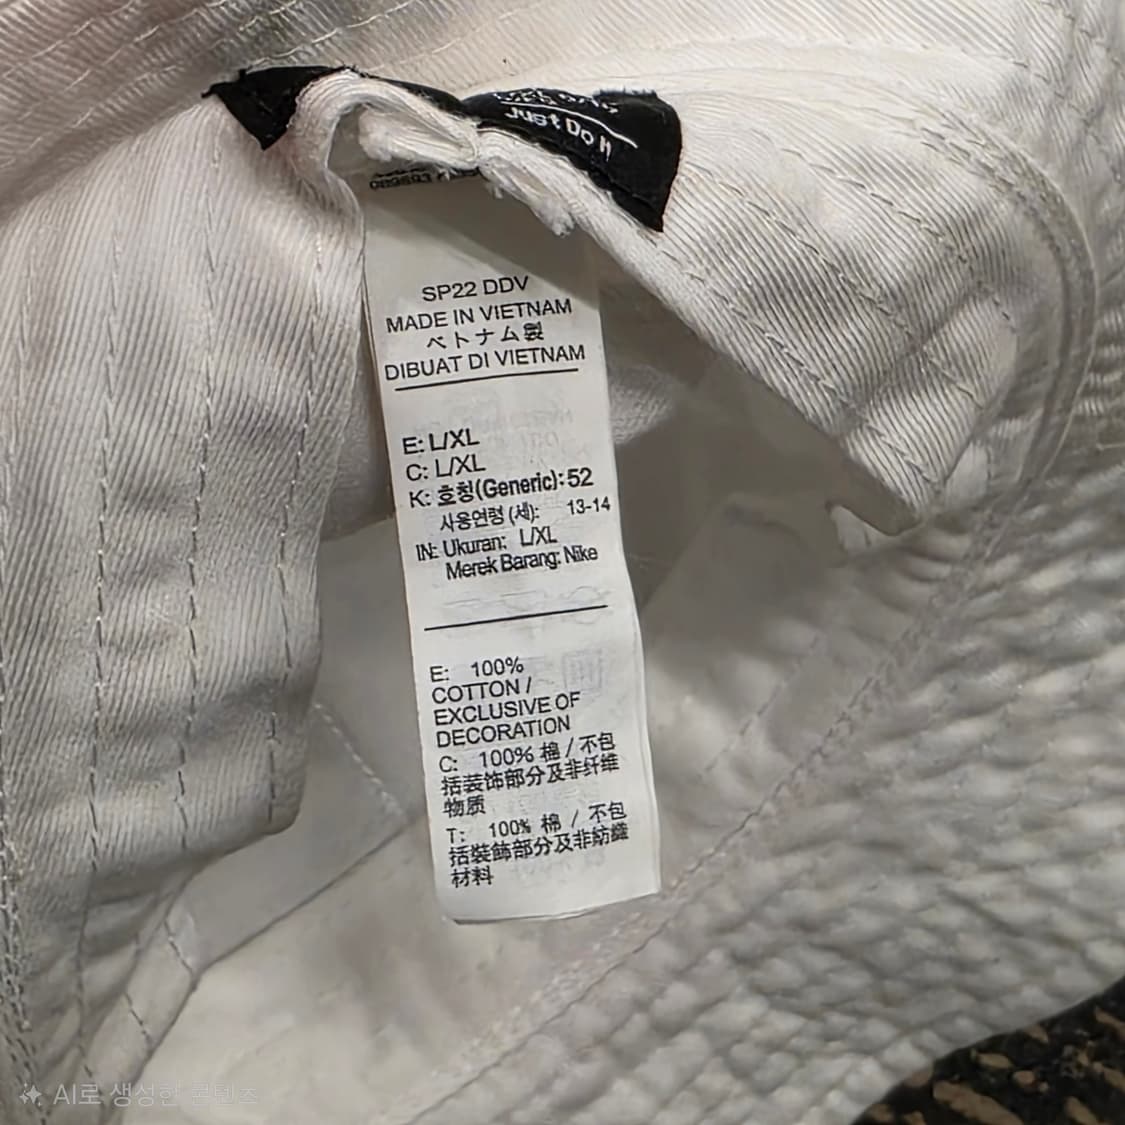 Just Do It
SP22 DDV
MADE IN VIETNAM
ベトナム製
DIBUAT DI VIETNAM
E: L/XL
C: L/XL
K: 호칭(Generic): 52
사용연령 (세): 13-14
IN: Ukuran: L/XL
Merek Barang: Nike
E: 100%
COTTON /
EXCLUSIVE OF
DECORATION
C: 100% 棉 / 不包
括装饰部分及非纤维
物质
T: 100% 棉 / 不包
括裝飾部分及非紡織
材料
AI로 생성한 콘텐츠